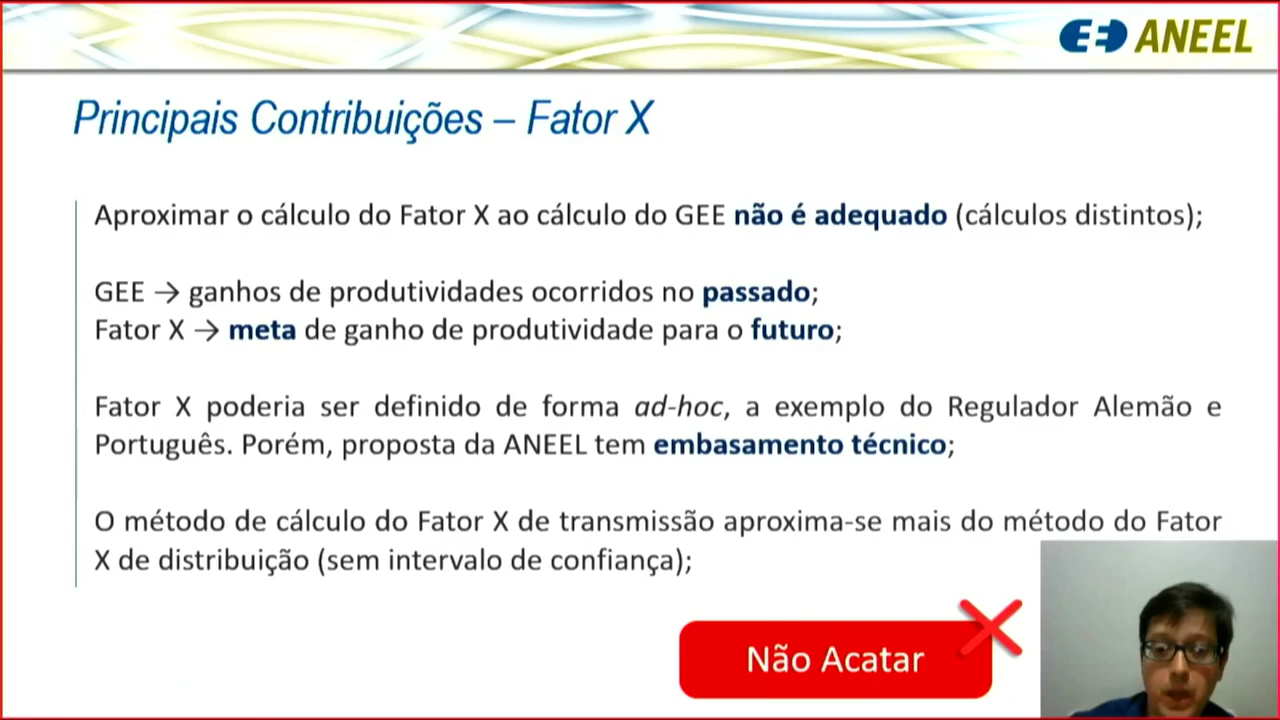 ANEEL
Principais Contribuições – Fator X
Aproximar o cálculo do Fator X ao cálculo do GEE não é adequado (cálculos distintos);
GEE → ganhos de produtividades ocorridos no passado;
Fator X → meta de ganho de produtividade para o futuro;
Fator X poderia ser definido de forma ad-hoc, a exemplo do Regulador Alemão e
Português. Porém, proposta da ANEEL tem embasamento técnico;
O método de cálculo do Fator X de transmissão aproxima-se mais do método do Fator
X de distribuição (sem intervalo de confiança);
Não Acatar